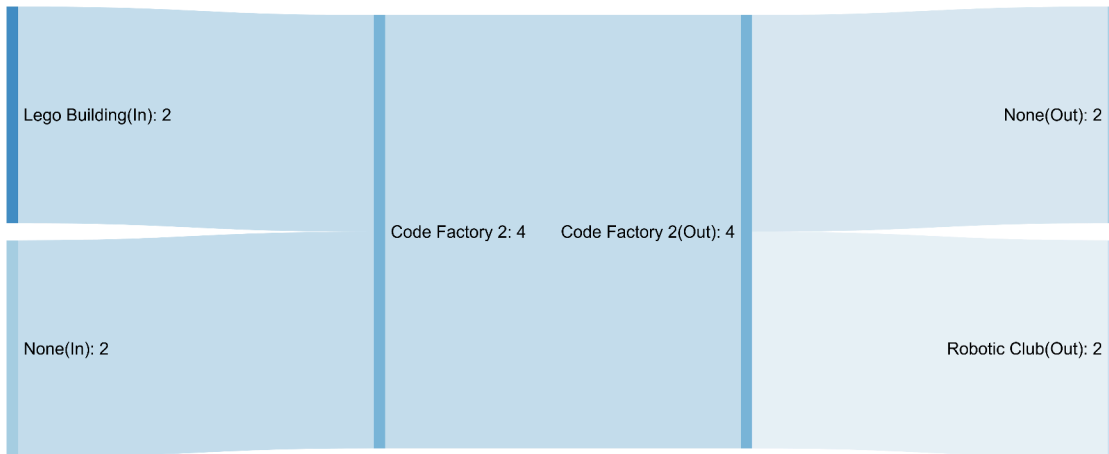 Lego Building(In): 2
None(In): 2
Code Factory 2: 4
Code Factory 2(Out): 4
None(Out): 2
Robotic Club(Out): 2